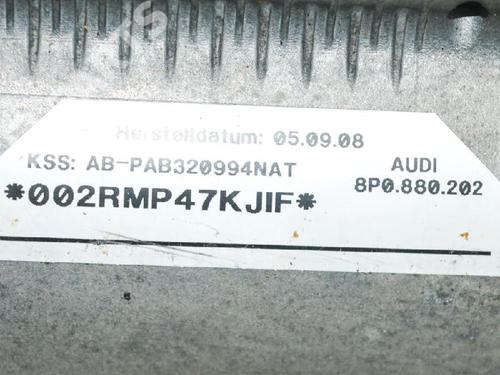 Herstelldatum: 05.09.08
KSS: AB-PAB320994NAT
AUDI
*002RMP47KJIF*
8P0.880.202